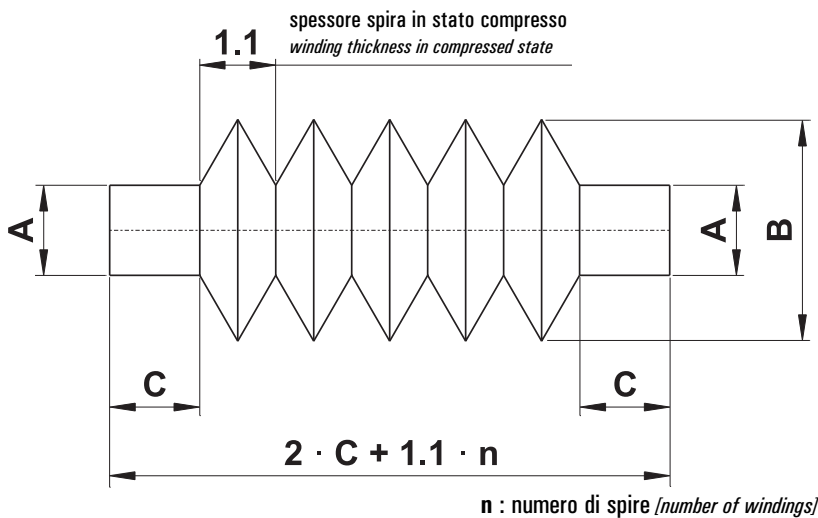 spessore spira in stato compresso
1.1
winding thickness in compressed state
A
A
B
C
C
2 · C + 1.1 · n
n : numero di spire [number of windings]